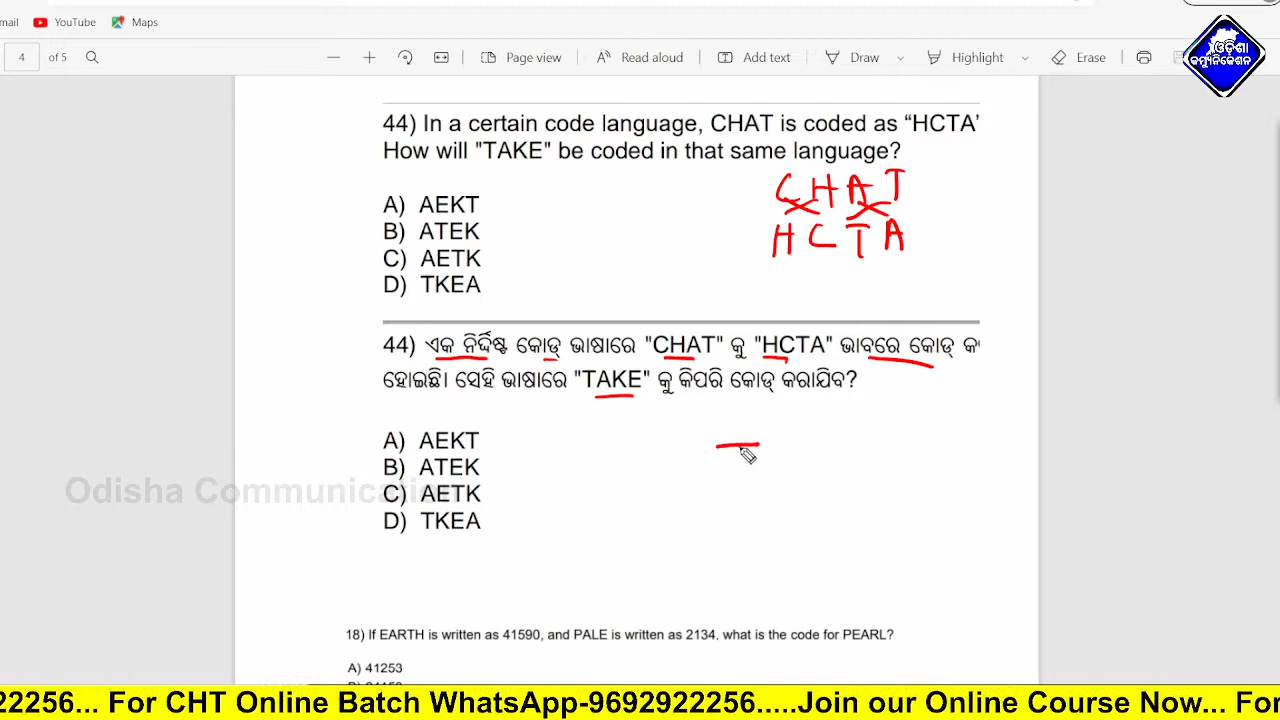 mail YouTube Maps
4 of 5 Page view Read aloud Add text Draw Highlight Erase
ଓଡ଼ିଶା
କମ୍ୟୁନିକେଶନ
44) In a certain code language, CHAT is coded as “HCTA’
How will "TAKE" be coded in that same language?
CHAT
HCTA
A) AEKT
B) ATEK
C) AETK
D) TKEA
44) ଏକ ନିର୍ଦ୍ଦିଷ୍ଟ କୋଡ୍ ଭାଷାରେ "CHAT" କୁ "HCTA" ଭାବରେ କୋଡ୍ କ
ହୋଇଛି। ସେହି ଭାଷାରେ "TAKE" କୁ କିପରି କୋଡ୍ କରାଯିବ?
A) AEKT
B) ATEK
C) AETK
D) TKEA
Odisha Communication
18) If EARTH is written as 41590, and PALE is written as 2134, what is the code for PEARL?
A) 41253
22256... For CHT Online Batch WhatsApp-9692922256.....Join our Online Course Now... For